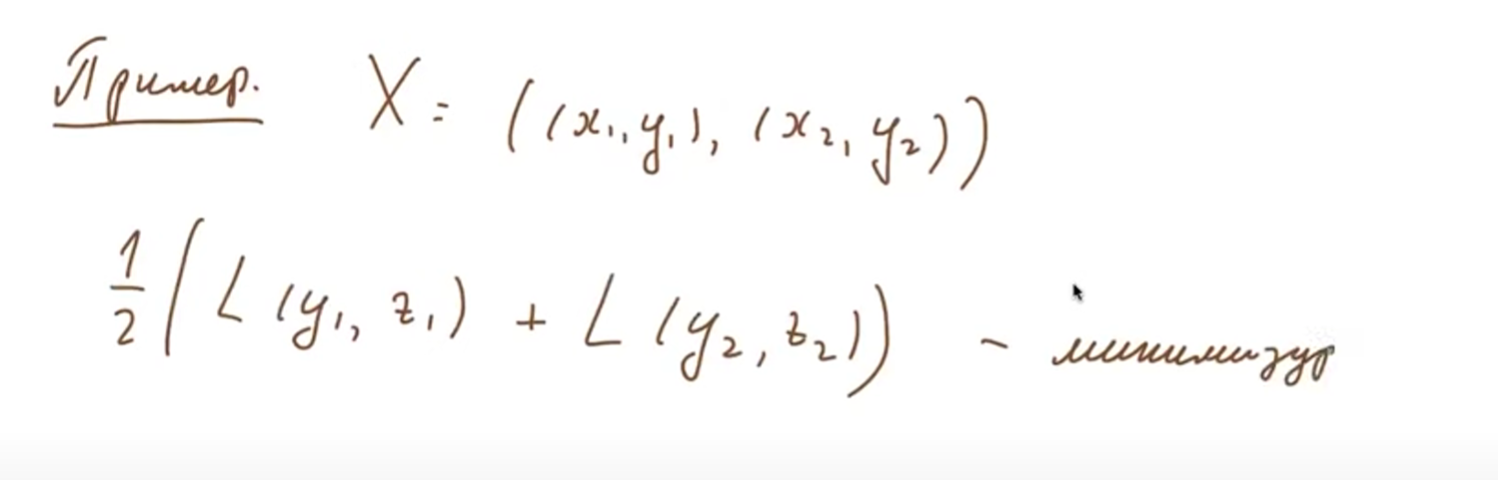 Пример. X = ((x₁, y₁), (x₂, y₂))
1/2 (L(y₁, z₁) + L(y₂, z₂)) - минимизур